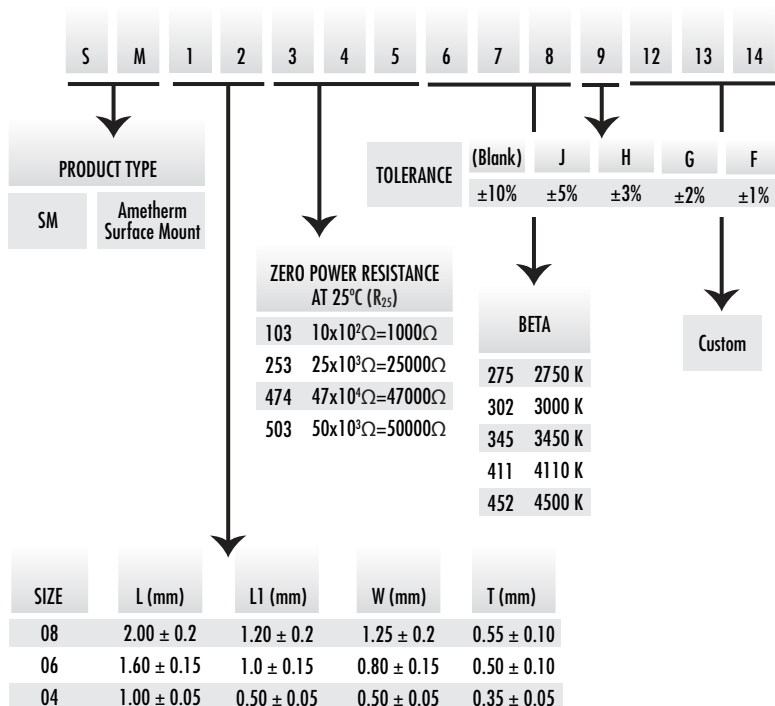 S M 1 2 3 4 5 6 7 8 9 12 13 14
PRODUCT TYPE
SM Ametherm Surface Mount
TOLERANCE (Blank) J H G F
±10% ±5% ±3% ±2% ±1%
ZERO POWER RESISTANCE
AT 25ºC (R25)
103 10x10²Ω=1000Ω
253 25x10³Ω=25000Ω
474 47x10⁴Ω=47000Ω
503 50x10³Ω=50000Ω
BETA
275 2750 K
302 3000 K
345 3450 K
411 4110 K
452 4500 K
Custom
SIZE L (mm) L1 (mm) W (mm) T (mm)
08 2.00 ± 0.2 1.20 ± 0.2 1.25 ± 0.2 0.55 ± 0.10
06 1.60 ± 0.15 1.0 ± 0.15 0.80 ± 0.15 0.50 ± 0.10
04 1.00 ± 0.05 0.50 ± 0.05 0.50 ± 0.05 0.35 ± 0.05